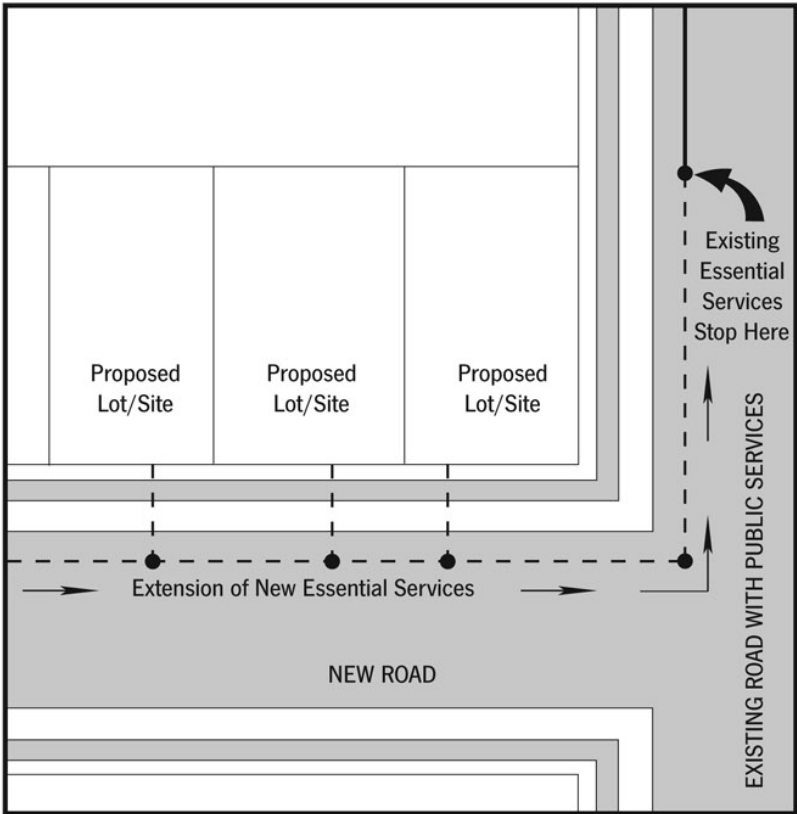 Existing
Essential
Services
Stop Here
Proposed
Lot/Site
Proposed
Lot/Site
Proposed
Lot/Site
EXISTING ROAD WITH PUBLIC SERVICES
Extension of New Essential Services
NEW ROAD